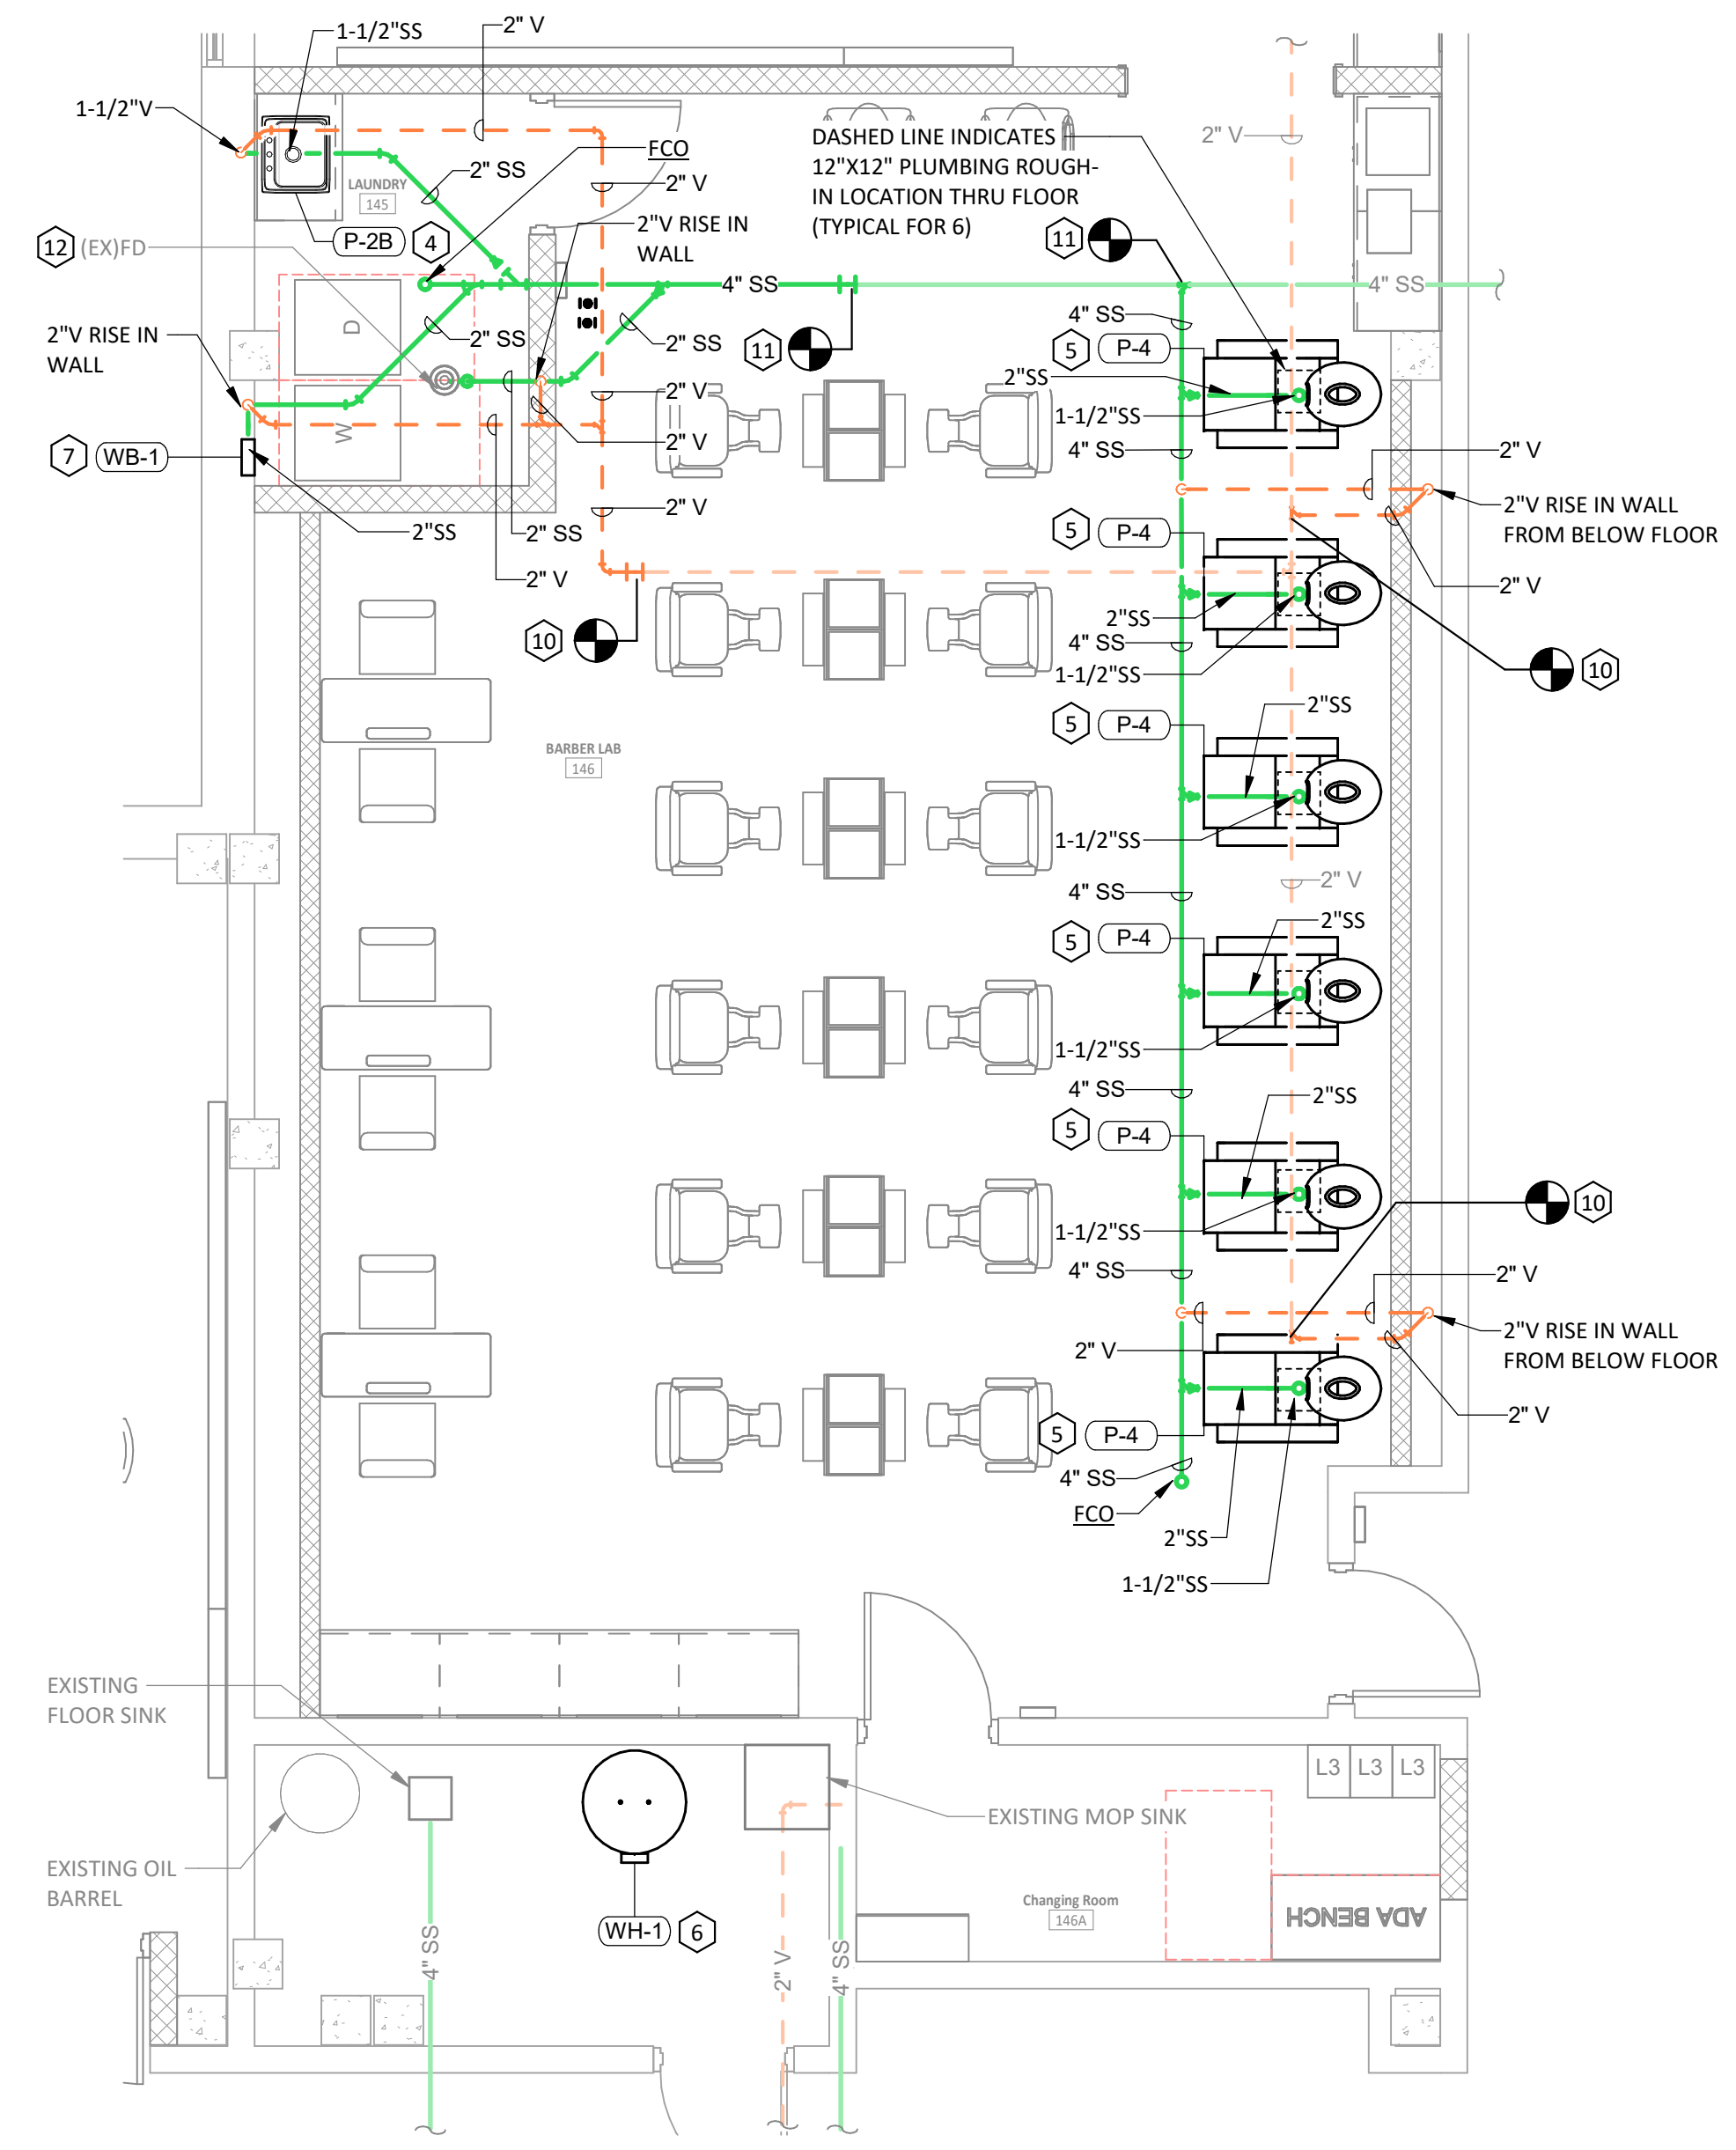 1-1/2"SS
2" V
1-1/2"V
DASHED LINE INDICATES
12"X12" PLUMBING ROUGH-
IN LOCATION THRU FLOOR
(TYPICAL FOR 6)
2" V
FCO
2" SS
2" V
LAUNDRY
145
2"V RISE IN
WALL
P-2B
4
12
(EX)FD
11
4" SS
4" SS
4" SS
D
2" SS
2" SS
2"V RISE IN
WALL
11
5
P-4
2"SS
1-1/2"SS
2" V
W
2" V
4" SS
2" V
7
WB-1
2" V
2"V RISE IN WALL
FROM BELOW FLOOR
2"SS
2" SS
5
P-4
2" V
2" V
10
2"SS
4" SS
1-1/2"SS
10
2"SS
5
P-4
BARBER LAB
146
1-1/2"SS
4" SS
2" V
2"SS
5
P-4
1-1/2"SS
4" SS
2"SS
5
P-4
10
1-1/2"SS
4" SS
2" V
2" V
2"V RISE IN WALL
FROM BELOW FLOOR
2" V
5
P-4
4" SS
FCO
2"SS
1-1/2"SS
EXISTING
FLOOR SINK
L3
L3
L3
EXISTING MOP SINK
EXISTING OIL
BARREL
Changing Room
146A
ADA BENCH
WH-1
6
4" SS
2" V
4" SS